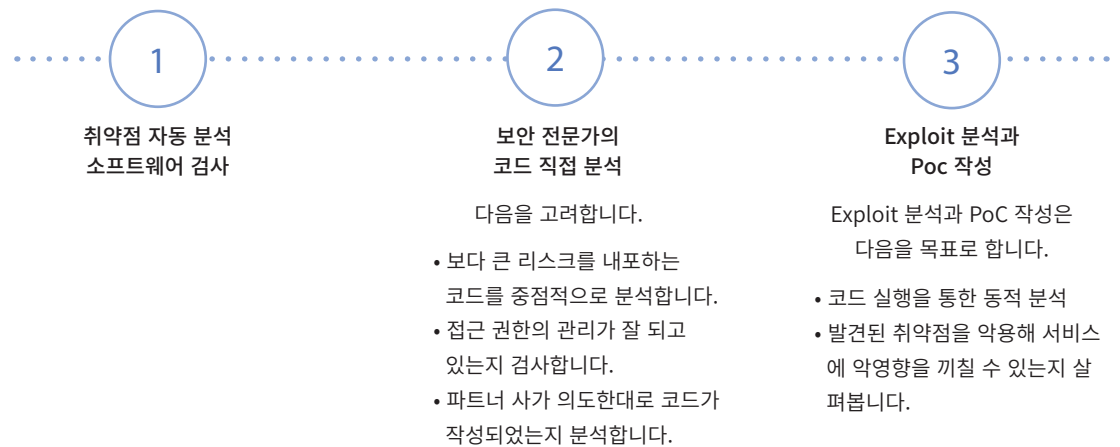 1
취약점 자동 분석
소프트웨어 검사
2
보안 전문가의
코드 직접 분석
다음을 고려합니다.
• 보다 큰 리스크를 내포하는
코드를 중점적으로 분석합니다.
• 접근 권한의 관리가 잘 되고
있는지 검사합니다.
• 파트너 사가 의도한대로 코드가
작성되었는지 분석합니다.
3
Exploit 분석과
Poc 작성
Exploit 분석과 PoC 작성은
다음을 목표로 합니다.
• 코드 실행을 통한 동적 분석
• 발견된 취약점을 악용해 서비스
에 악영향을 끼칠 수 있는지 살
펴봅니다.